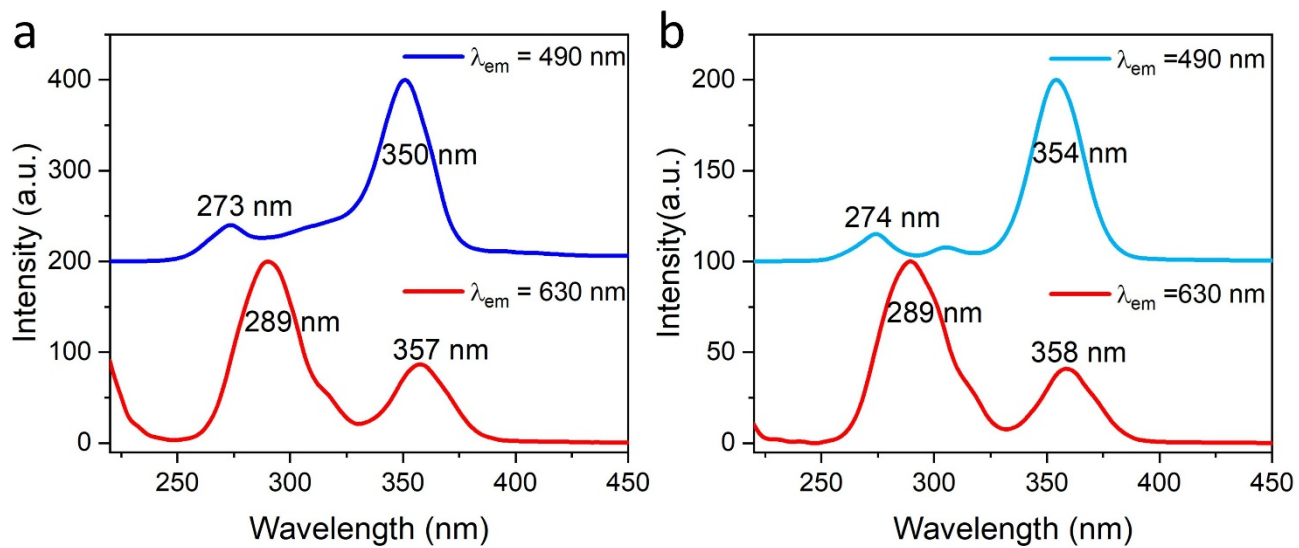 a
λem = 490 nm
400
350 nm
300
273 nm
200
λem = 630 nm
289 nm
357 nm
100
0
250 300 350 400 450
Wavelength (nm)
Intensity (a.u.)
b
λem =490 nm
200
354 nm
150
274 nm
100
λem =630 nm
289 nm
358 nm
50
0
250 300 350 400 450
Wavelength (nm)
Intensity(a.u.)